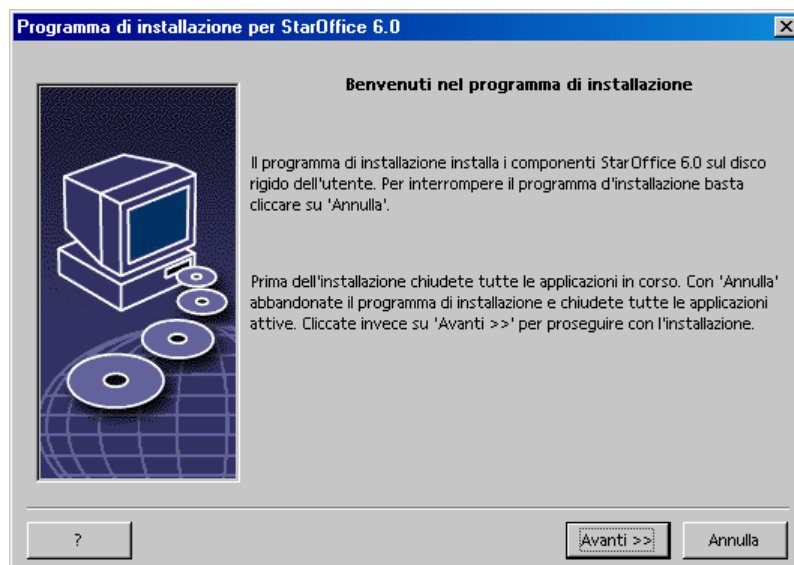 Programma di installazione per StarOffice 6.0
Benvenuti nel programma di installazione
Il programma di installazione installa i componenti StarOffice 6.0 sul disco
rigido dell'utente. Per interrompere il programma d'installazione basta
cliccare su 'Annulla'.
Prima dell'installazione chiudete tutte le applicazioni in corso. Con 'Annulla'
abbandonate il programma di installazione e chiudete tutte le applicazioni
attive. Cliccate invece su 'Avanti >>' per proseguire con l'installazione.
? Avanti >> Annulla